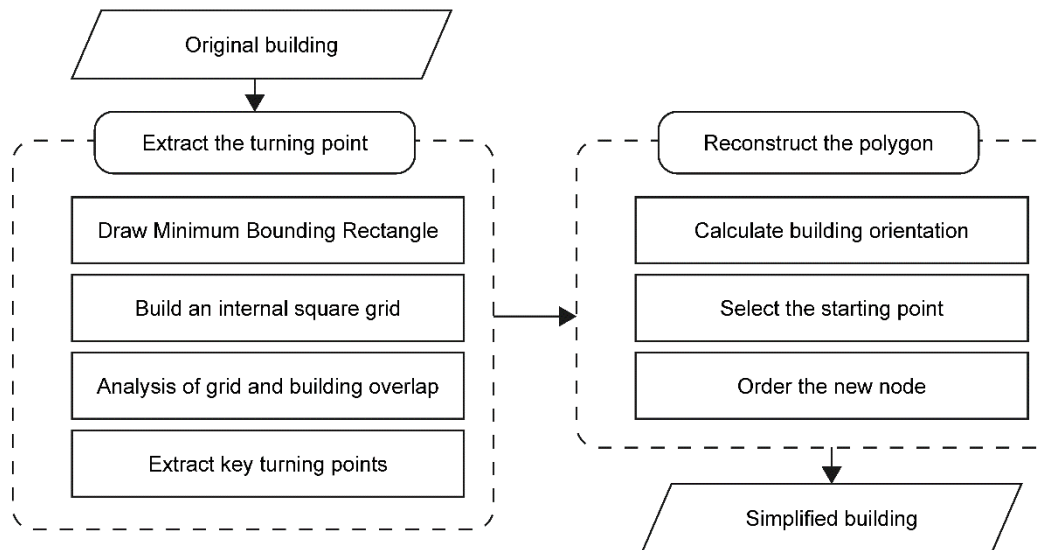 Original building
Extract the turning point
Draw Minimum Bounding Rectangle
Build an internal square grid
Analysis of grid and building overlap
Extract key turning points
Reconstruct the polygon
Calculate building orientation
Select the starting point
Order the new node
Simplified building